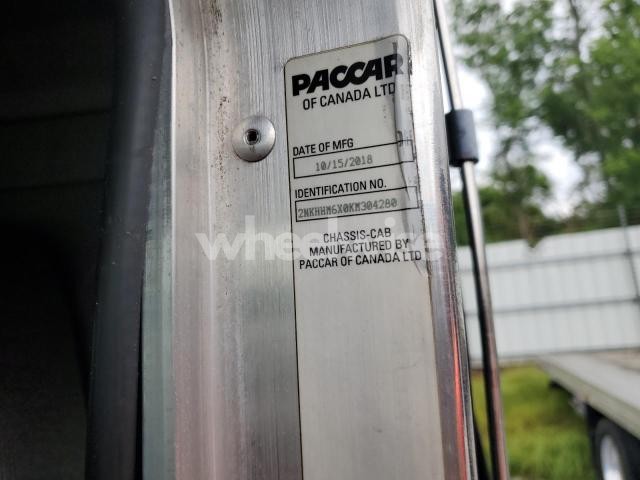 PACCAR
OF CANADA LTD
DATE OF MFG
10/15/2018
IDENTIFICATION NO.
2NKHHM6X0KM304280
CHASSIS-CAB
MANUFACTURED BY
PACCAR OF CANADA LTD